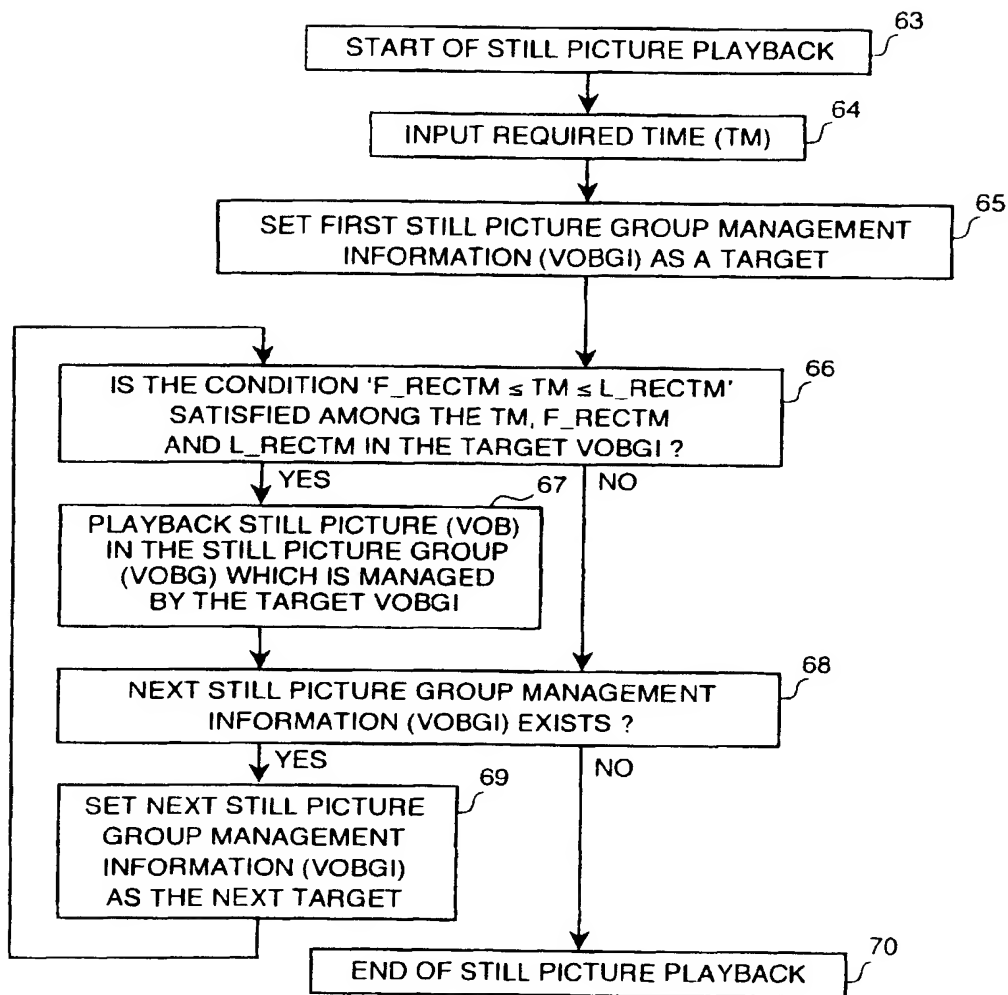 63
START OF STILL PICTURE PLAYBACK
64
INPUT REQUIRED TIME (TM)
65
SET FIRST STILL PICTURE GROUP MANAGEMENT
INFORMATION (VOBGI) AS A TARGET
66
IS THE CONDITION 'F_RECTM ≤ TM ≤ L_RECTM'
SATISFIED AMONG THE TM, F_RECTM
AND L_RECTM IN THE TARGET VOBGI ?
YES
NO
67
PLAYBACK STILL PICTURE (VOB)
IN THE STILL PICTURE GROUP
(VOBG) WHICH IS MANAGED
BY THE TARGET VOBGI
68
NEXT STILL PICTURE GROUP MANAGEMENT
INFORMATION (VOBGI) EXISTS ?
YES
NO
69
SET NEXT STILL PICTURE
GROUP MANAGEMENT
INFORMATION (VOBGI)
AS THE NEXT TARGET
70
END OF STILL PICTURE PLAYBACK